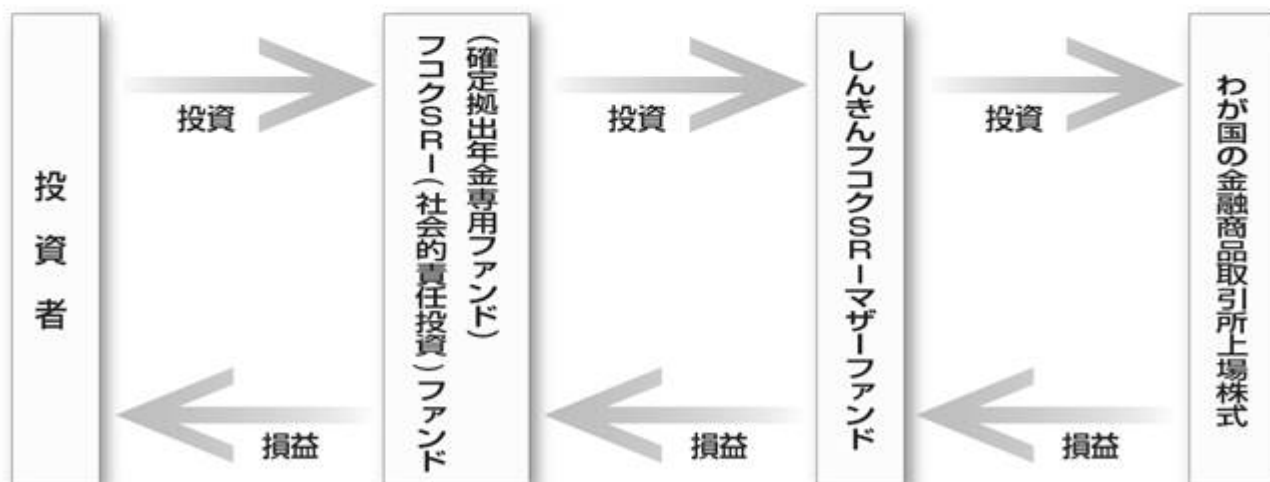 投資者
投資
損益
(確定拠出年金専用ファンド)
フコクSRI(社会的責任投資)ファンド
投資
損益
しんきんフコクSRIマザーファンド
投資
損益
わが国の金融商品取引所上場株式